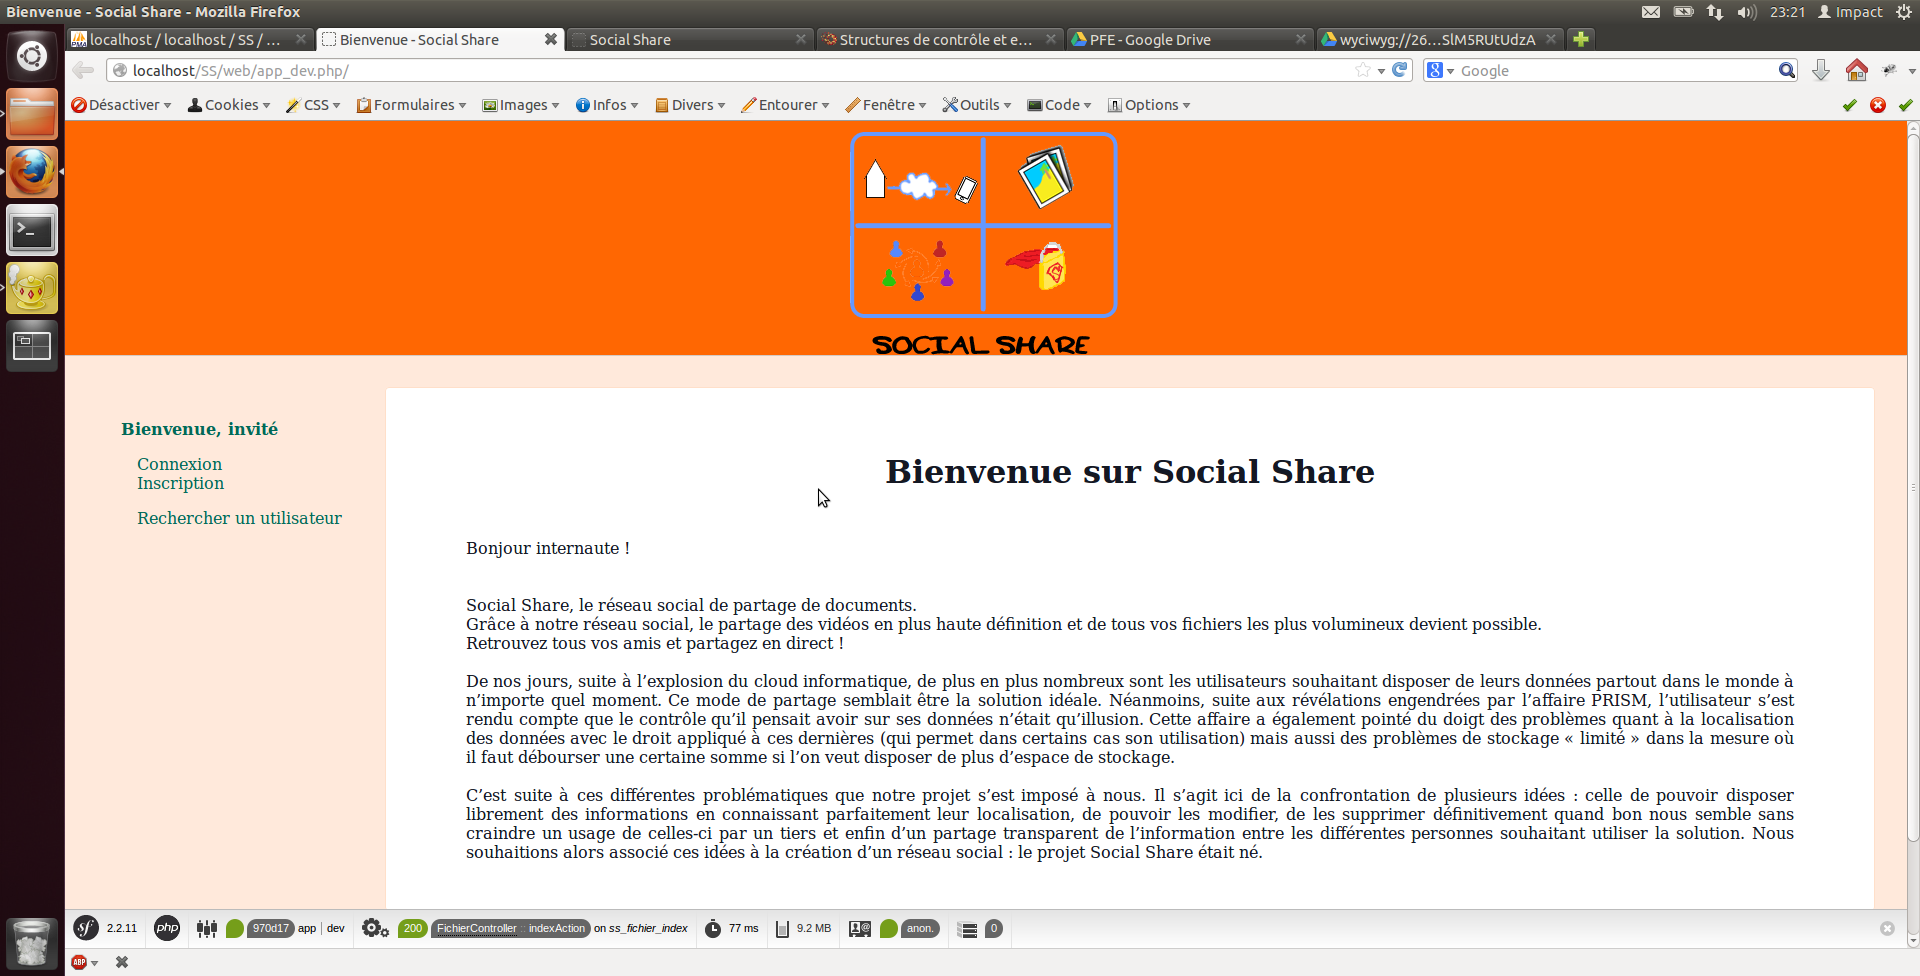 Bienvenue - Social Share - Mozilla Firefox
23:21 Impact
localhost / localhost / SS / ...
Bienvenue - Social Share
Social Share
Structures de contrôle et e...
PFE - Google Drive
wyciwyg://26...SlM5RUtUdzA
localhost/SS/web/app_dev.php/
Google
Désactiver Cookies CSS Formulaires Images Infos Divers Entourer Fenêtre Outils Code Options
SOCIAL SHARE
Bienvenue, invité
Connexion
Inscription
Rechercher un utilisateur
Bienvenue sur Social Share
Bonjour internaute !
Social Share, le réseau social de partage de documents.
Grâce à notre réseau social, le partage des vidéos en plus haute définition et de tous vos fichiers les plus volumineux devient possible.
Retrouvez tous vos amis et partagez en direct !
De nos jours, suite à l’explosion du cloud informatique, de plus en plus nombreux sont les utilisateurs souhaitant disposer de leurs données partout dans le monde à
n’importe quel moment. Ce mode de partage semblait être la solution idéale. Néanmoins, suite aux révélations engendrées par l’affaire PRISM, l’utilisateur s’est
rendu compte que le contrôle qu’il pensait avoir sur ses données n’était qu’illusion. Cette affaire a également pointé du doigt des problèmes quant à la localisation
des données avec le droit appliqué à ces dernières (qui permet dans certains cas son utilisation) mais aussi des problèmes de stockage « limité » dans la mesure où
il faut débourser une certaine somme si l’on veut disposer de plus d’espace de stockage.
C’est suite à ces différentes problématiques que notre projet s’est imposé à nous. Il s’agit ici de la confrontation de plusieurs idées : celle de pouvoir disposer
librement des informations en connaissant parfaitement leur localisation, de pouvoir les modifier, de les supprimer définitivement quand bon nous semble sans
craindre un usage de celles-ci par un tiers et enfin d’un partage transparent de l’information entre les différentes personnes souhaitant utiliser la solution. Nous
souhaitions alors associé ces idées à la création d’un réseau social : le projet Social Share était né.
sf 2.2.11 php 970d17 app | dev 200 FichierController :: indexAction on ss_fichier_index 77 ms 9.2 MB anon. 0
ABP